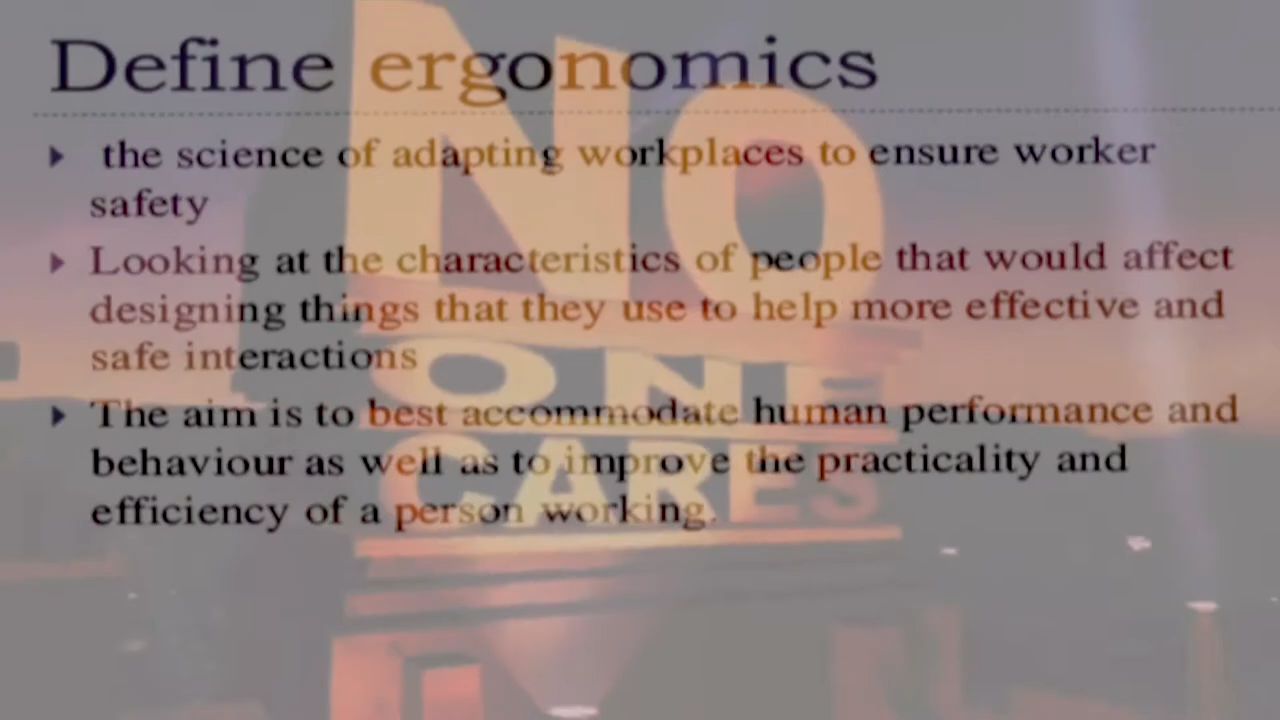 Define ergonomics
the science of adapting workplaces to ensure worker
safety
Looking at the characteristics of people that would affect
designing things that they use to help more effective and
safe interactions
The aim is to best accommodate human performance and
behaviour as well as to improve the practicality and
efficiency of a person working.
NO
ONE
CARES